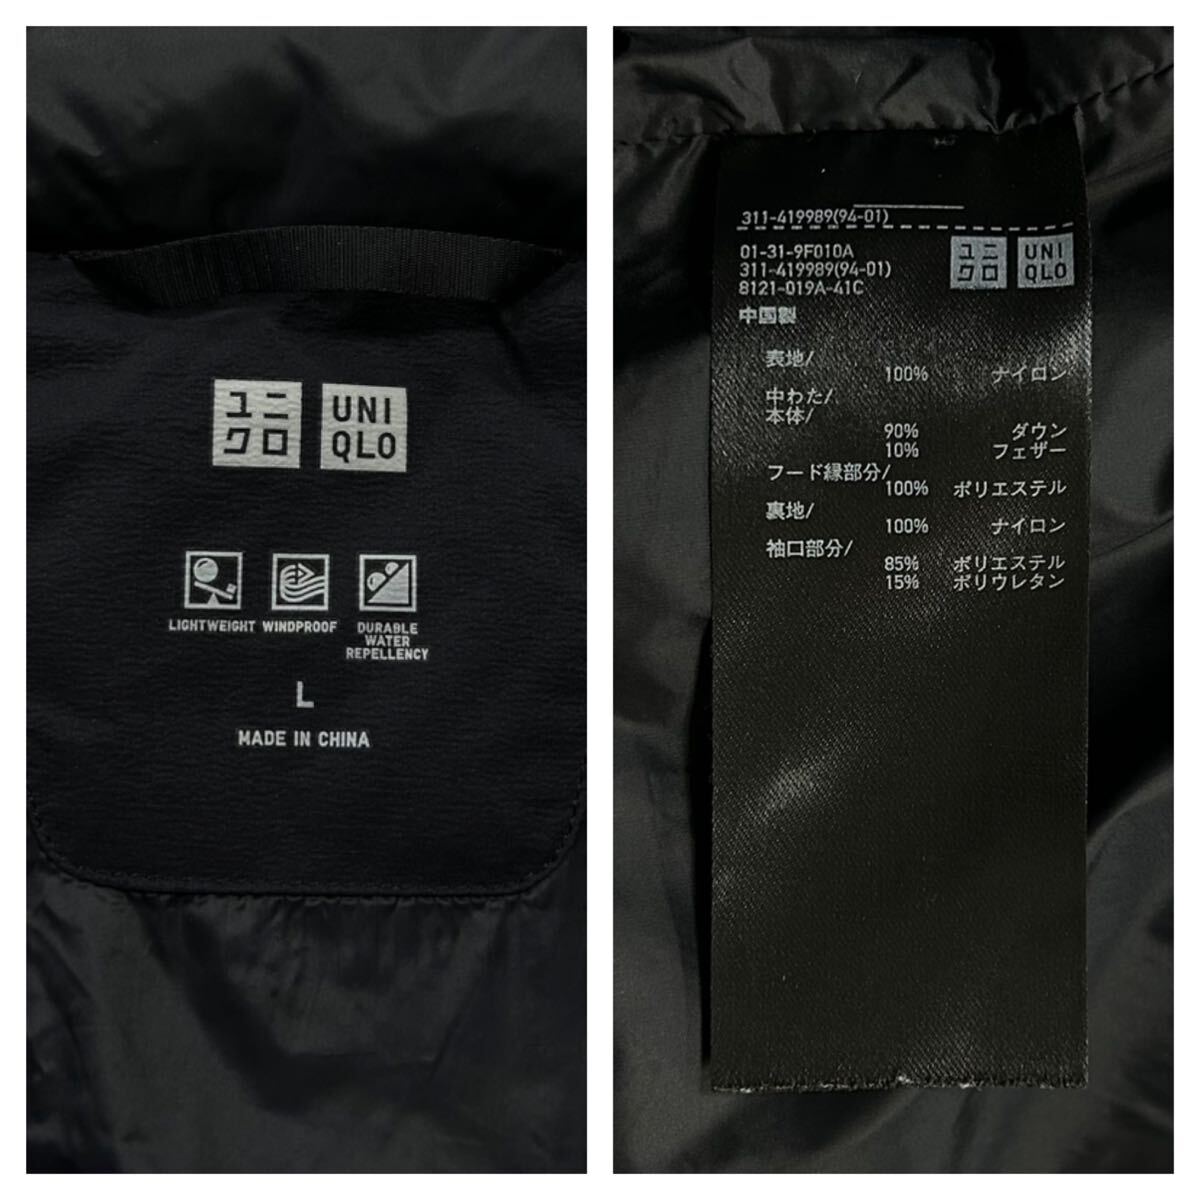 ユニ
クロ
UNI
QLO
LIGHTWEIGHT WINDPROOF DURABLE
WATER
REPELLENCY
L
MADE IN CHINA
311-419989(94-01)
01-31-9F010A
311-419989(94-01)
8121-019A-41C
ユニ
クロ
UNI
QLO
中国製
表地/
100% ナイロン
中わた/
本体/
90% ダウン
10% フェザー
フード縁部分/
100% ポリエステル
裏地/
100% ナイロン
袖口部分/
85% ポリエステル
15% ポリウレタン